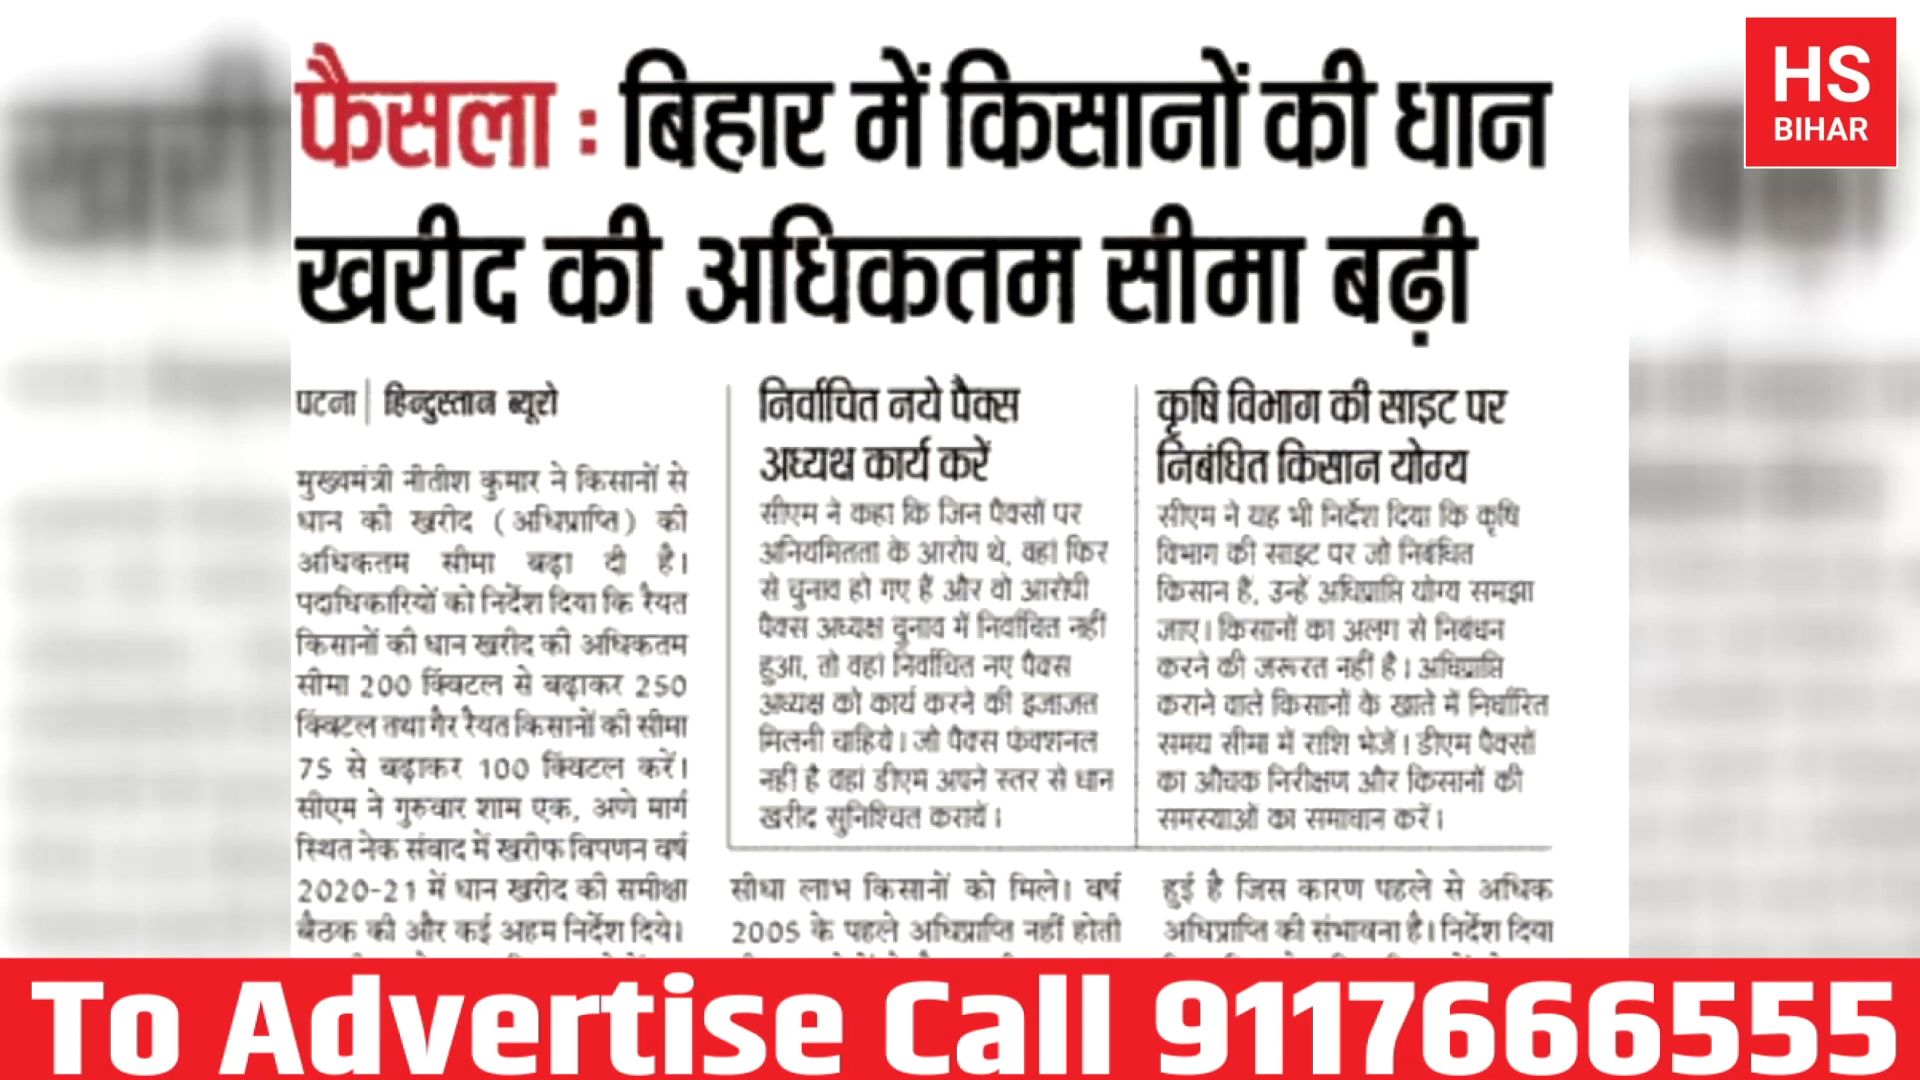 फैसला : बिहार में किसानों की धान
खरीद की अधिकतम सीमा बढ़ी
HS
BIHAR
पटना | हिन्दुस्तान ब्यूरो
मुख्यमंत्री नीतीश कुमार ने किसानों से
धान की खरीद (अधिप्राप्ति) की
अधिकतम सीमा बढ़ा दी है।
पदाधिकारियों को निर्देश दिया कि रैयत
किसानों की धान खरीद की अधिकतम
सीमा 200 क्विंटल से बढ़ाकर 250
क्विंटल तथा गैर रैयत किसानों की सीमा
75 से बढ़ाकर 100 क्विंटल करें।
सीएम ने गुरुवार शाम एक, अणे मार्ग
स्थित नेक संवाद में खरीफ विपणन वर्ष
2020-21 में धान खरीद की समीक्षा
बैठक की और कई अहम निर्देश दिये।
निर्वाचित नये पैक्स
अध्यक्ष कार्य करें
सीएम ने कहा कि जिन पैक्सों पर
अनियमितता के आरोप थे, वहां फिर
से चुनाव हो गए हैं और वो आरोपी
पैक्स अध्यक्ष चुनाव में निर्वाचित नहीं
हुआ, तो वहां निर्वाचित नए पैक्स
अध्यक्ष को कार्य करने की इजाजत
मिलनी चाहिये। जो पैक्स फंक्शनल
नहीं है वहां डीएम अपने स्तर से धान
खरीद सुनिश्चित करायें।
कृषि विभाग की साइट पर
निबंधित किसान योग्य
सीएम ने यह भी निर्देश दिया कि कृषि
विभाग की साइट पर जो निबंधित
किसान हैं, उन्हें अधिप्राप्ति योग्य समझा
जाए। किसानों का अलग से निबंधन
करने की जरूरत नहीं है। अधिप्राप्ति
कराने वाले किसानों के खाते में निर्धारित
समय सीमा में राशि भेजें। डीएम पैक्सों
का औचक निरीक्षण और किसानों की
समस्याओं का समाधान करें।
सीधा लाभ किसानों को मिले। वर्ष
2005 के पहले अधिप्राप्ति नहीं होती
हुई है जिस कारण पहले से अधिक
अधिप्राप्ति की संभावना है। निर्देश दिया
To Advertise Call 9117666555